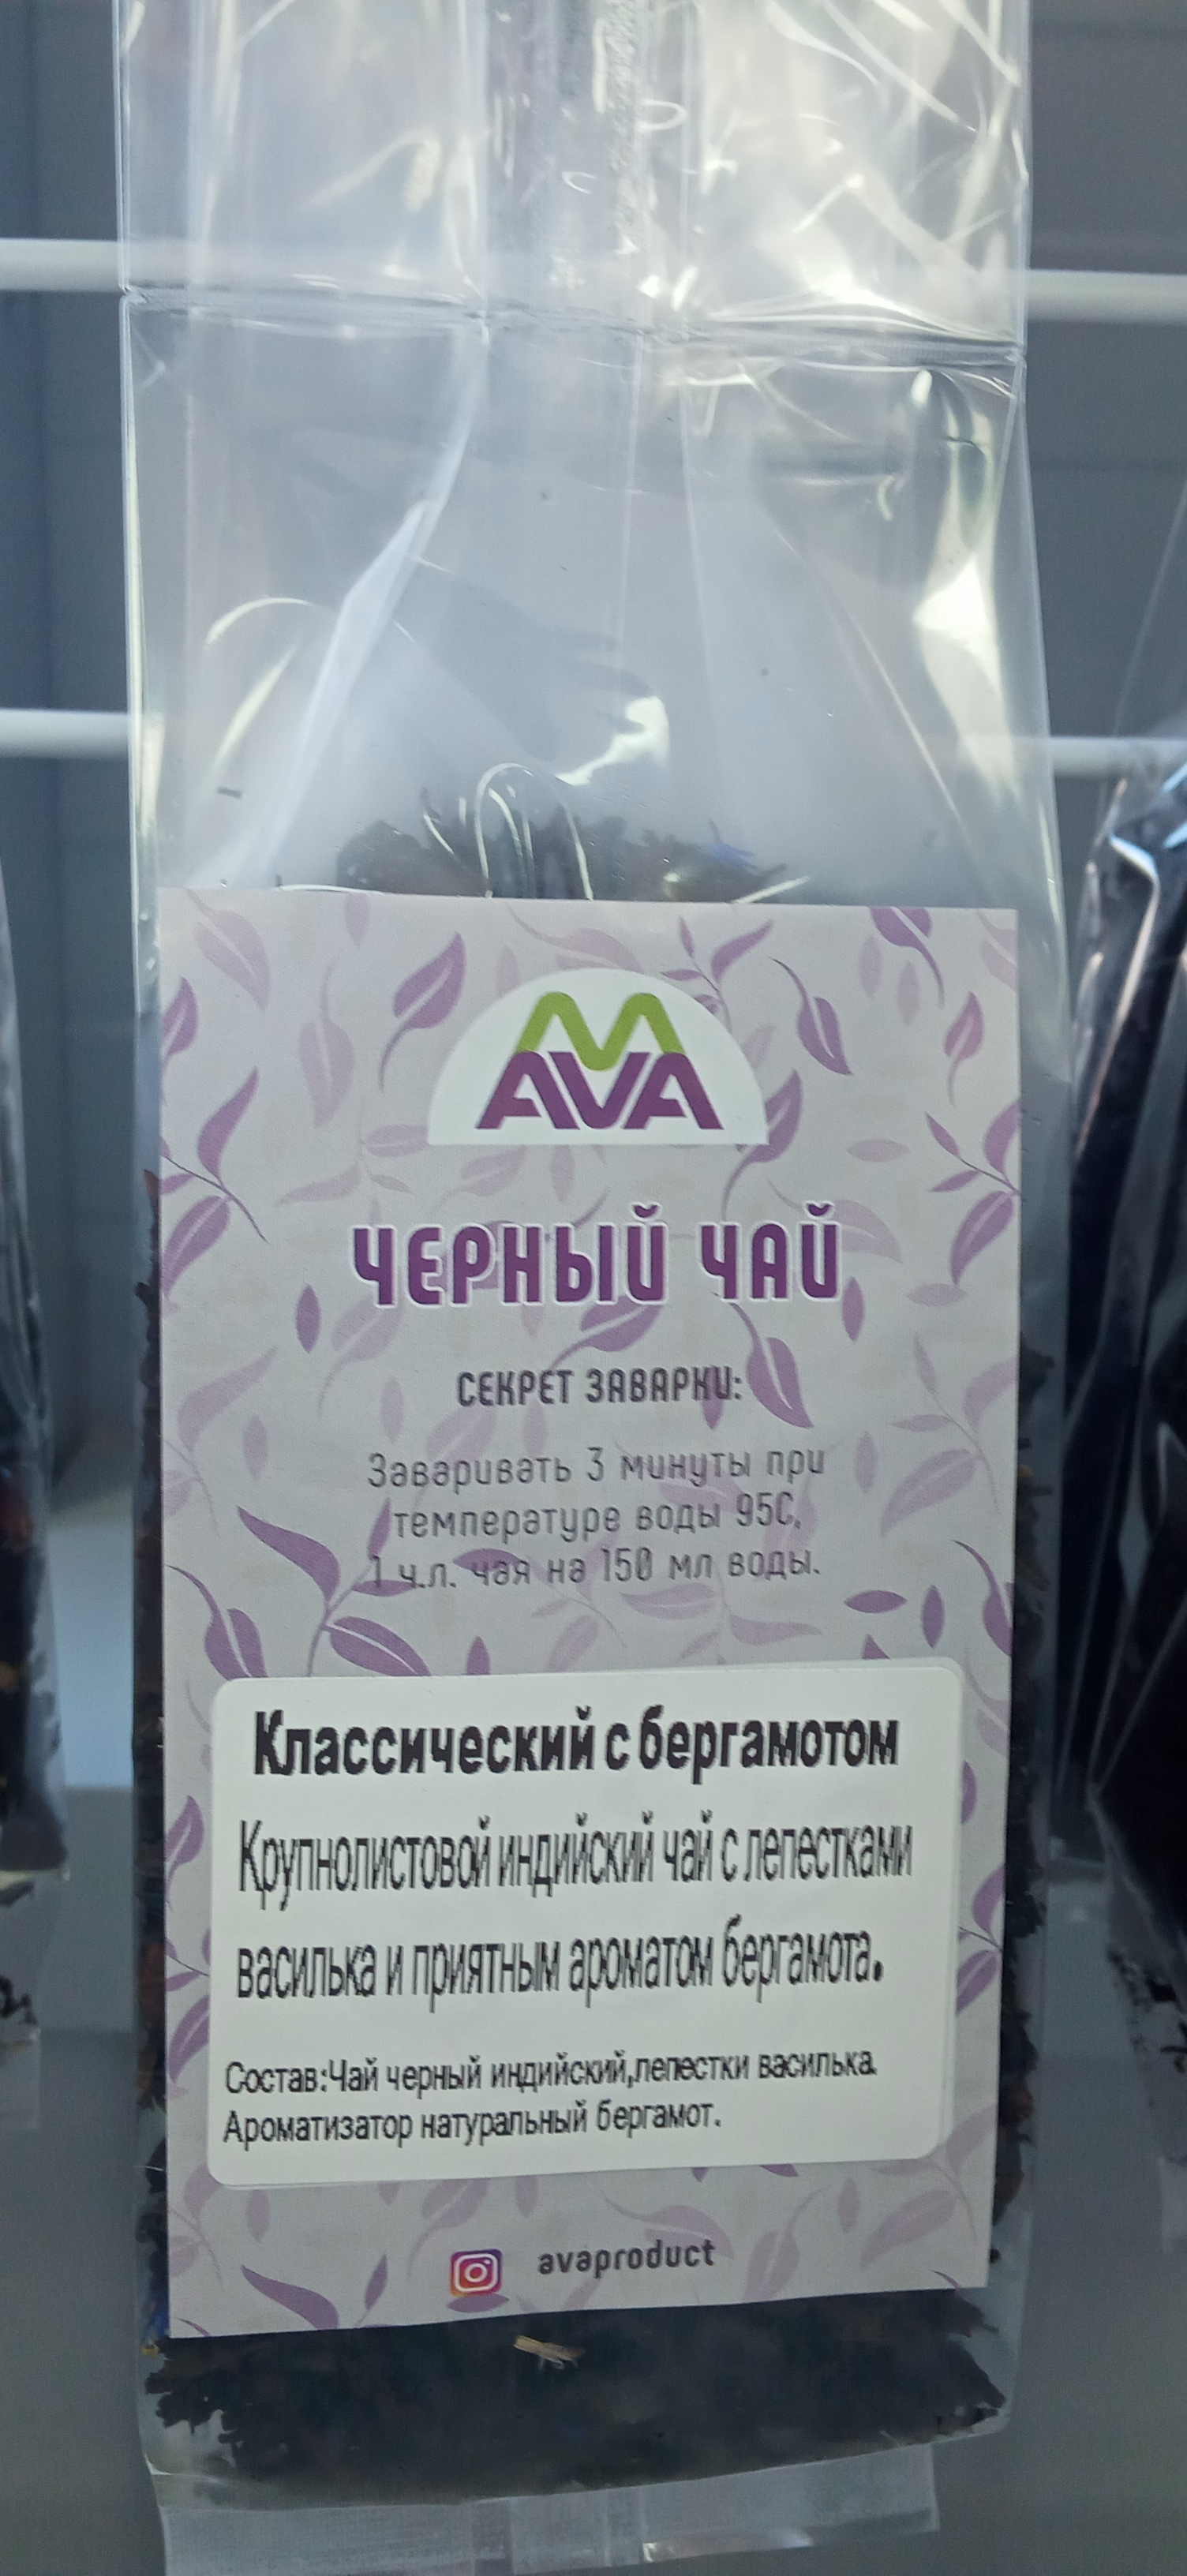 AVA
ЧЕРНЫЙ ЧАЙ
СЕКРЕТ ЗАВАРКИ:
Заваривать 3 минуты при
температуре воды 95С,
1 ч.л. чая на 150 мл воды.
Классический с бергамотом
Крупнолистовой индийский чай с лепестками
василька и приятным ароматом бергамота.
Состав:Чай черный индийский,лепестки василька.
Ароматизатор натуральный бергамот.
avaproduct